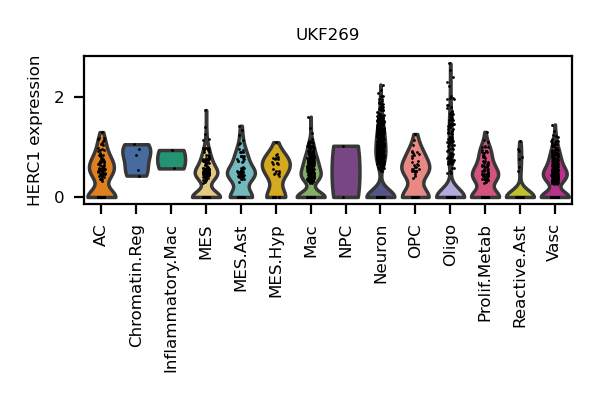 UKF269
HERC1 expression
2
0
AC
Chromatin.Reg
Inflammatory.Mac
MES
MES.Ast
MES.Hyp
Mac
NPC
Neuron
OPC
Oligo
Prolif.Metab
Reactive.Ast
Vasc